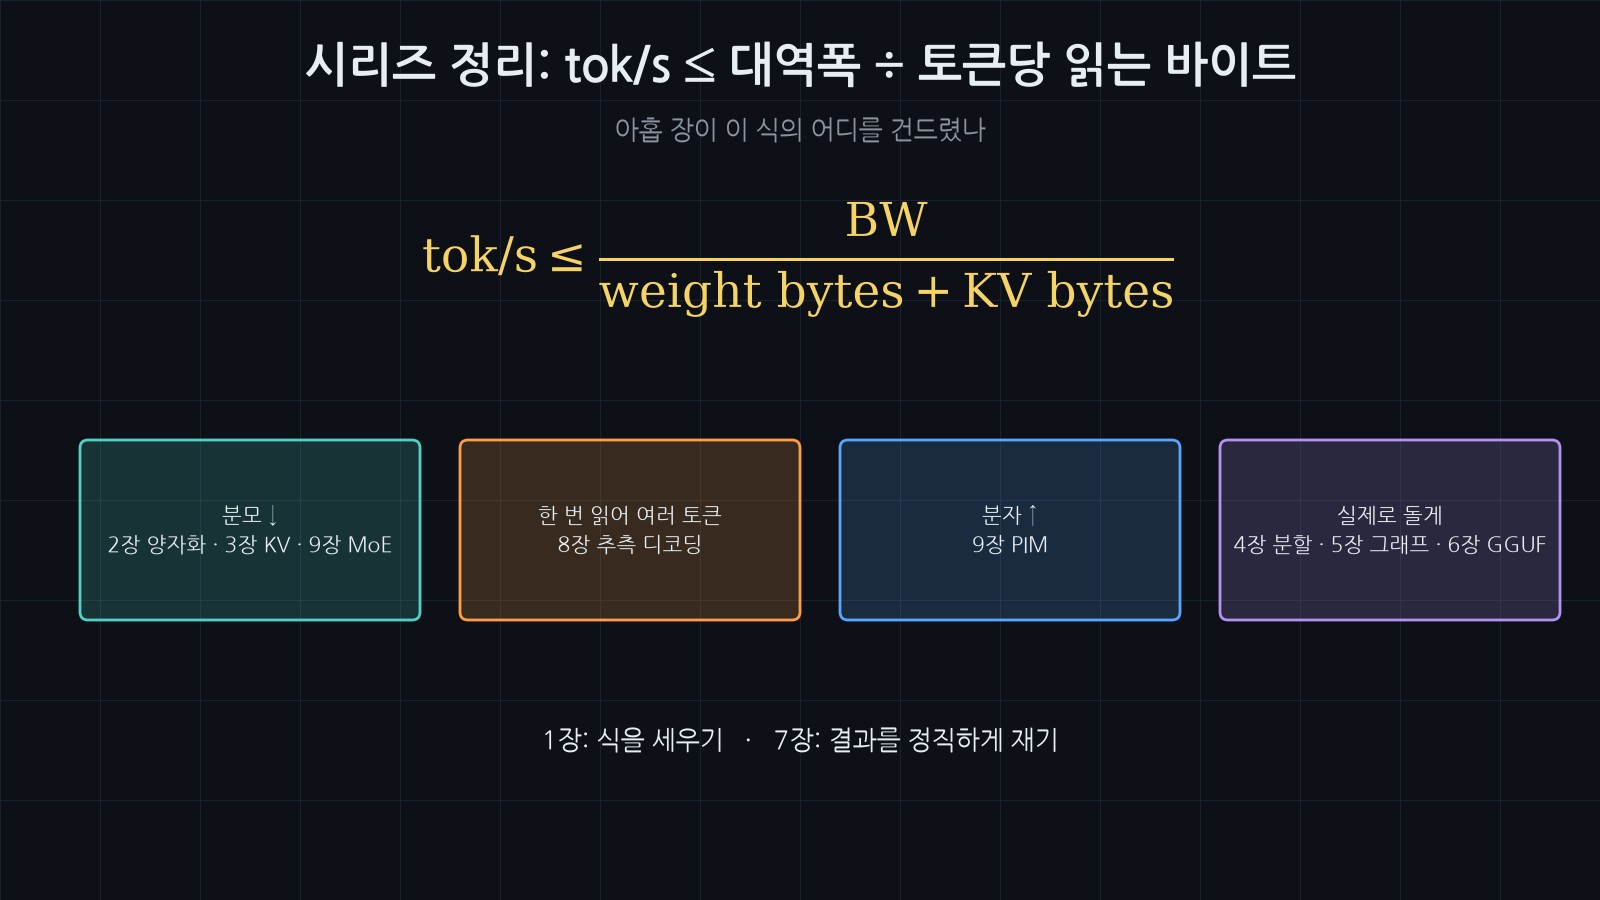 시리즈 정리: tok/s ≤ 대역폭 ÷ 토큰당 읽는 바이트
아홉 장이 이 식의 어디를 건드렸나
tok/s ≤ BW / weight bytes + KV bytes
분모 ↓
2장 양자화 · 3장 KV · 9장 MoE
한 번 읽어 여러 토큰
8장 추측 디코딩
분자 ↑
9장 PIM
실제로 돌게
4장 분할 · 5장 그래프 · 6장 GGUF
1장: 식을 세우기 · 7장: 결과를 정직하게 재기